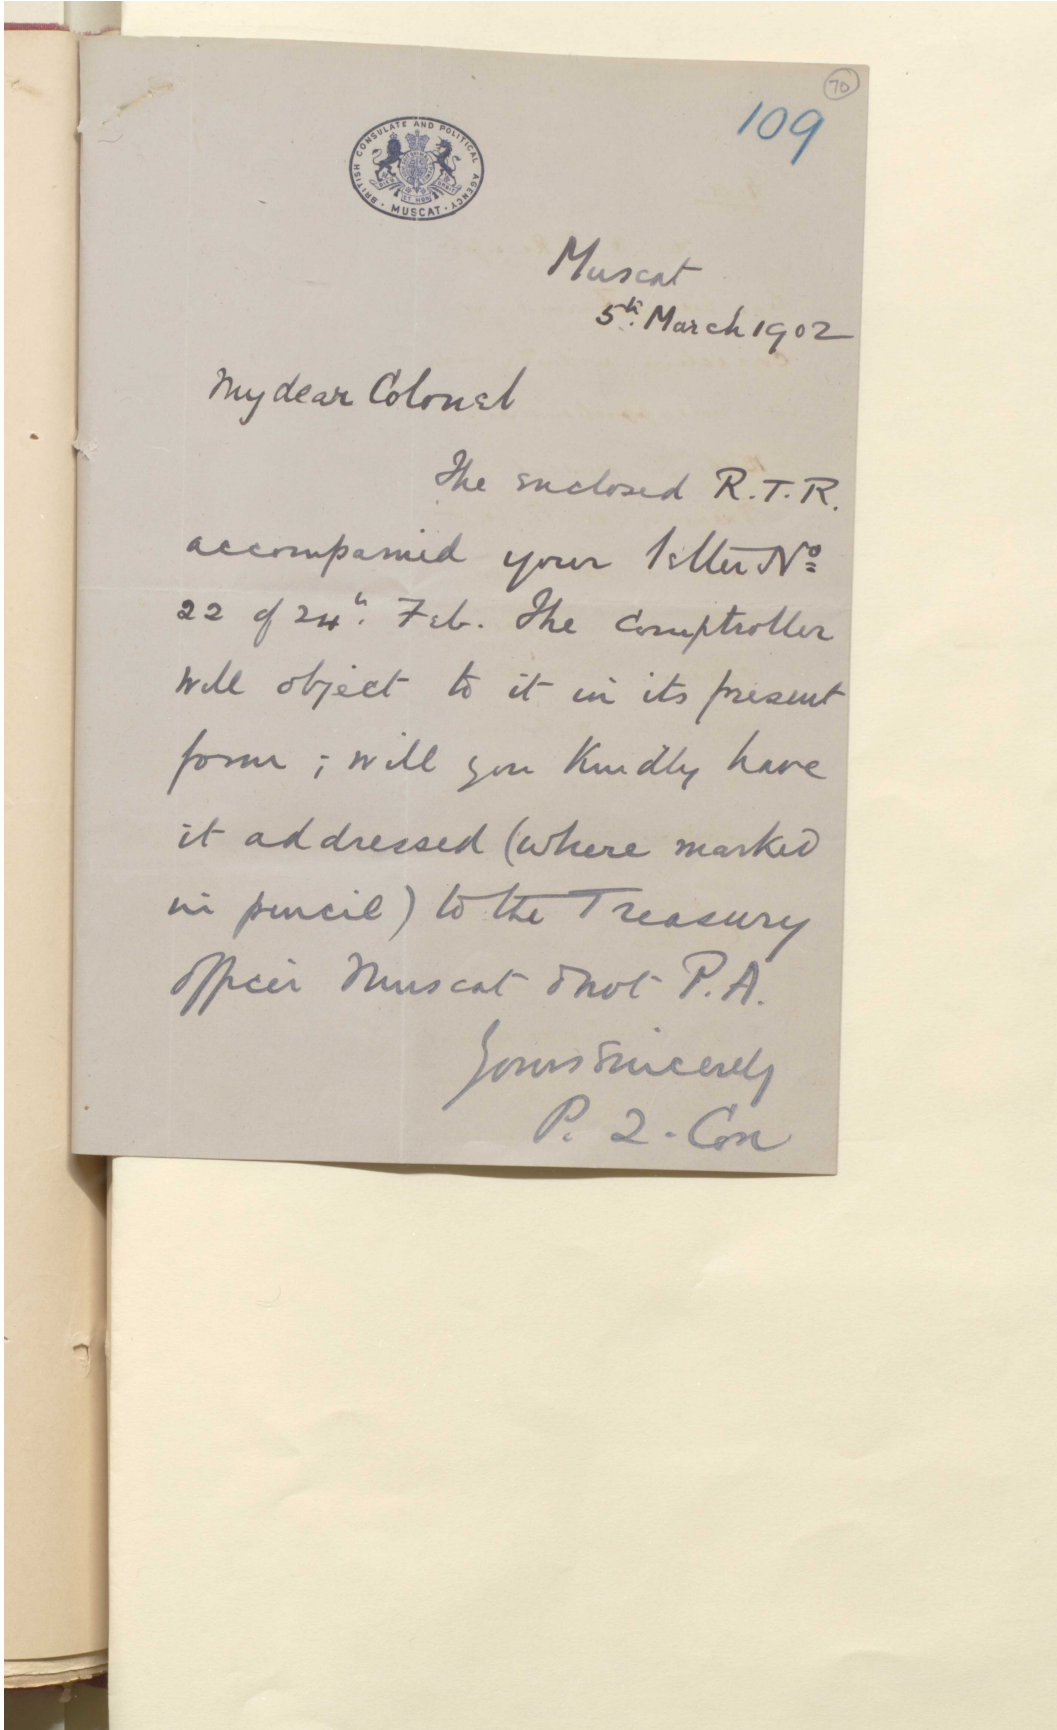 70
109
BRITISH CONSULATE AND POLITICAL AGENCY
· MUSCAT ·
Muscat
5th. March 1902
My dear Colonel
The enclosed R.T.R.
accompanied your letter No
22 of 24th. Feb. The Comptroller
will object to it in its present
form ; will you kindly have
it addressed (where marked
in pencil) to the Treasury
officer Muscat & not P.A.
Yours sincerely
P. Z. Cox